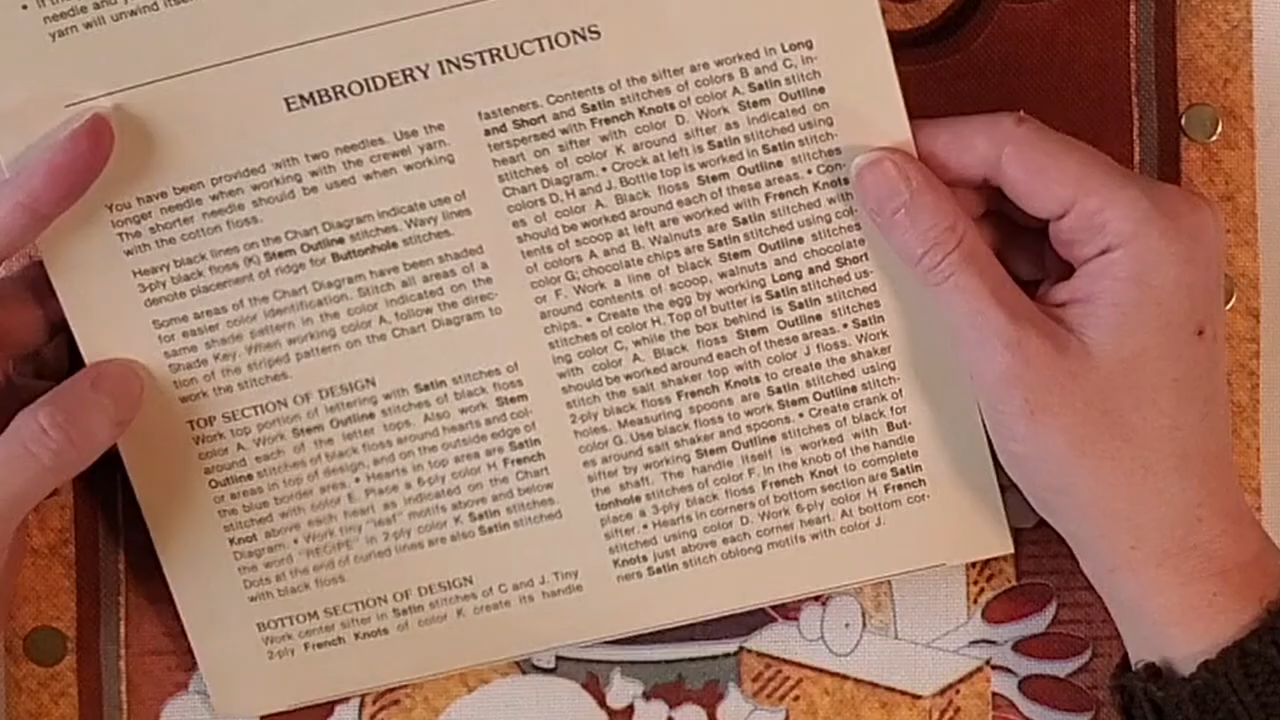 needle and
yarn will unwind
EMBROIDERY INSTRUCTIONS
You have been provided with two needles. Use the
longer needle when working with the crewel yarn.
The shorter needle should be used when working
with the cotton floss.
Heavy black lines on the Chart Diagram indicate use of
3-ply black floss (K) Stem Outline stitches. Wavy lines
denote placement of ridge for Buttonhole stitches.
Some areas of the Chart Diagram have been shaded
for easier color identification. Stitch all areas of a
same shade pattern in the color indicated on the
Shade Key. When working color A, follow the direc-
tion of the striped pattern on the Chart Diagram to
work the stitches.
TOP SECTION OF DESIGN
Work top portion of lettering with Satin stitches of
color A. Work Stem Outline stitches of black floss
around each of the letter tops. Also work Stem
Outline stitches of black floss around hearts and col-
or areas in top of design, and on the outside edge of
the blue border area. • Hearts in top area are Satin
stitched with color E. Place a 6-ply color H French
Knot above each heart as indicated on the Chart
Diagram. • Work tiny "leaf" motifs above and below
the word "RECIPE" in 2-ply color K Satin stitches.
Dots at the end of curled lines are also Satin stitched
with black floss.
BOTTOM SECTION OF DESIGN
Work center sifter in Satin stitches of C and J. Tiny
2-ply French Knots of color K create its handle
fasteners. Contents of the sifter are worked in Long
and Short and Satin stitches of colors B and C, in-
terspersed with French Knots of color A. Satin stitch
heart on sifter with color D. Work Stem Outline
stitches of color K around sifter as indicated on
Chart Diagram. • Crock at left is Satin stitched using
colors D, H and J. Bottle top is worked in Satin stitch-
es of color A. Black floss Stem Outline stitches
should be worked around each of these areas. • Con-
tents of scoop at left are worked with French Knots
of colors A and B. Walnuts are Satin stitched with
color G; chocolate chips are Satin stitched using col-
or F. Work a line of black Stem Outline stitches
around contents of scoop, walnuts and chocolate
chips. • Create the egg by working Long and Short
stitches of color H. Top of butter is Satin stitched us-
ing color C, while the box behind is Satin stitched
with color A. Black floss Stem Outline stitches
should be worked around each of these areas. • Satin
stitch the salt shaker top with color J floss. Work
2-ply black floss French Knots to create the shaker
holes. Measuring spoons are Satin stitched using
color G. Use black floss to work Stem Outline stitch-
es around salt shaker and spoons. • Create crank of
sifter by working Stem Outline stitches of black for
the shaft. The handle itself is worked with But-
tonhole stitches of color F. In the knob of the handle
place a 3-ply black floss French Knot to complete
sifter. • Hearts in corners of bottom section are Satin
stitched using color D. Work 6-ply color H French
Knots just above each corner heart. At bottom cor-
ners Satin stitch oblong motifs with color J.